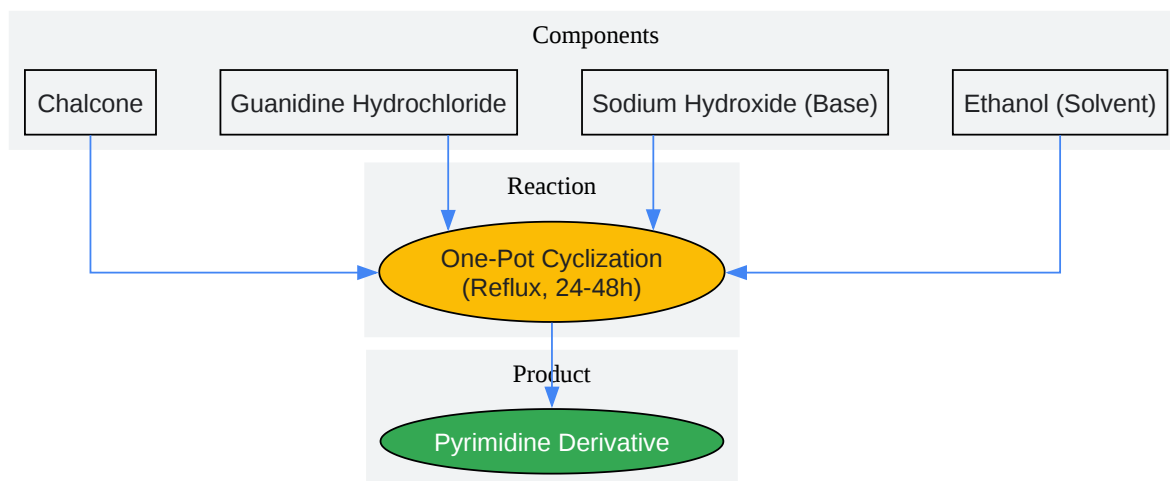 Components
Chalcone
Guanidine Hydrochloride
Sodium Hydroxide (Base)
Ethanol (Solvent)
Reaction
One-Pot Cyclization
(Reflux, 24-48h)
Product
Pyrimidine Derivative